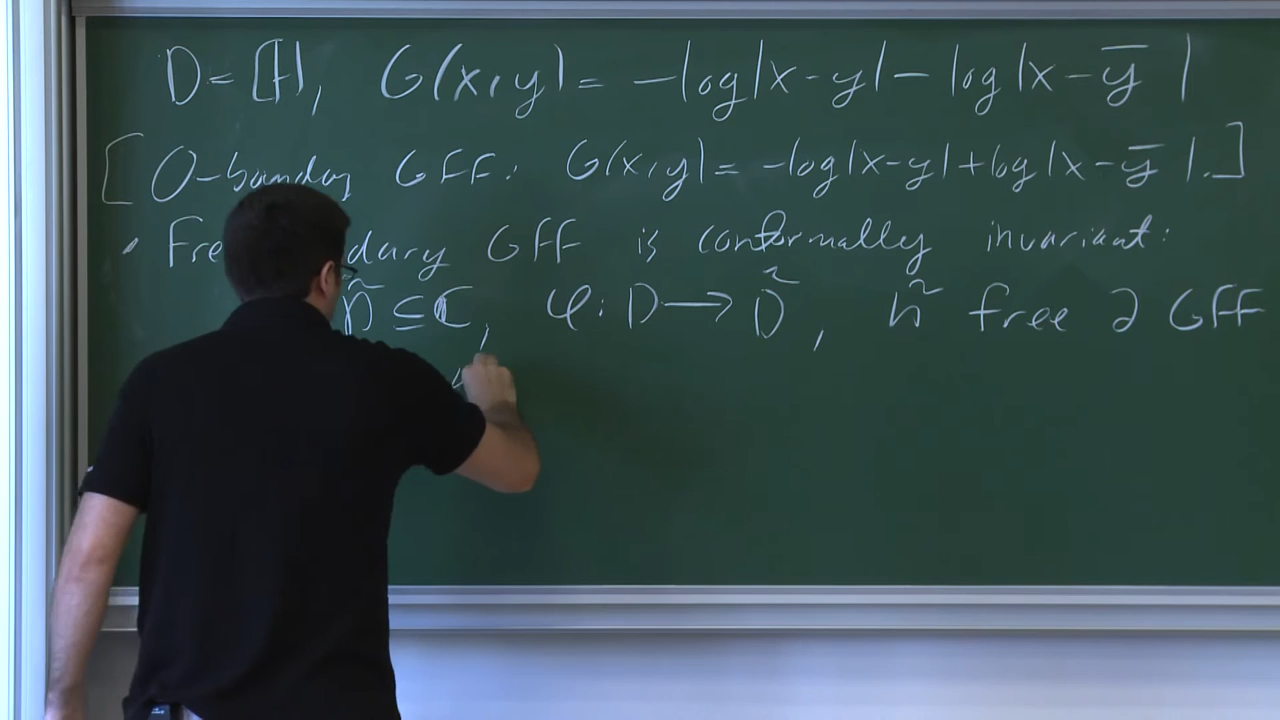 D = ℍ, G(x,y) = -log|x-y| - log|x-ȳ|
[0-boundary GFF: G(x,y) = -log|x-y| + log|x-ȳ|.]
• Fre dary GFF is conformally invariant:
D̃ ⊆ ℂ, φ: D → D̃, h̃ free ∂ GFF